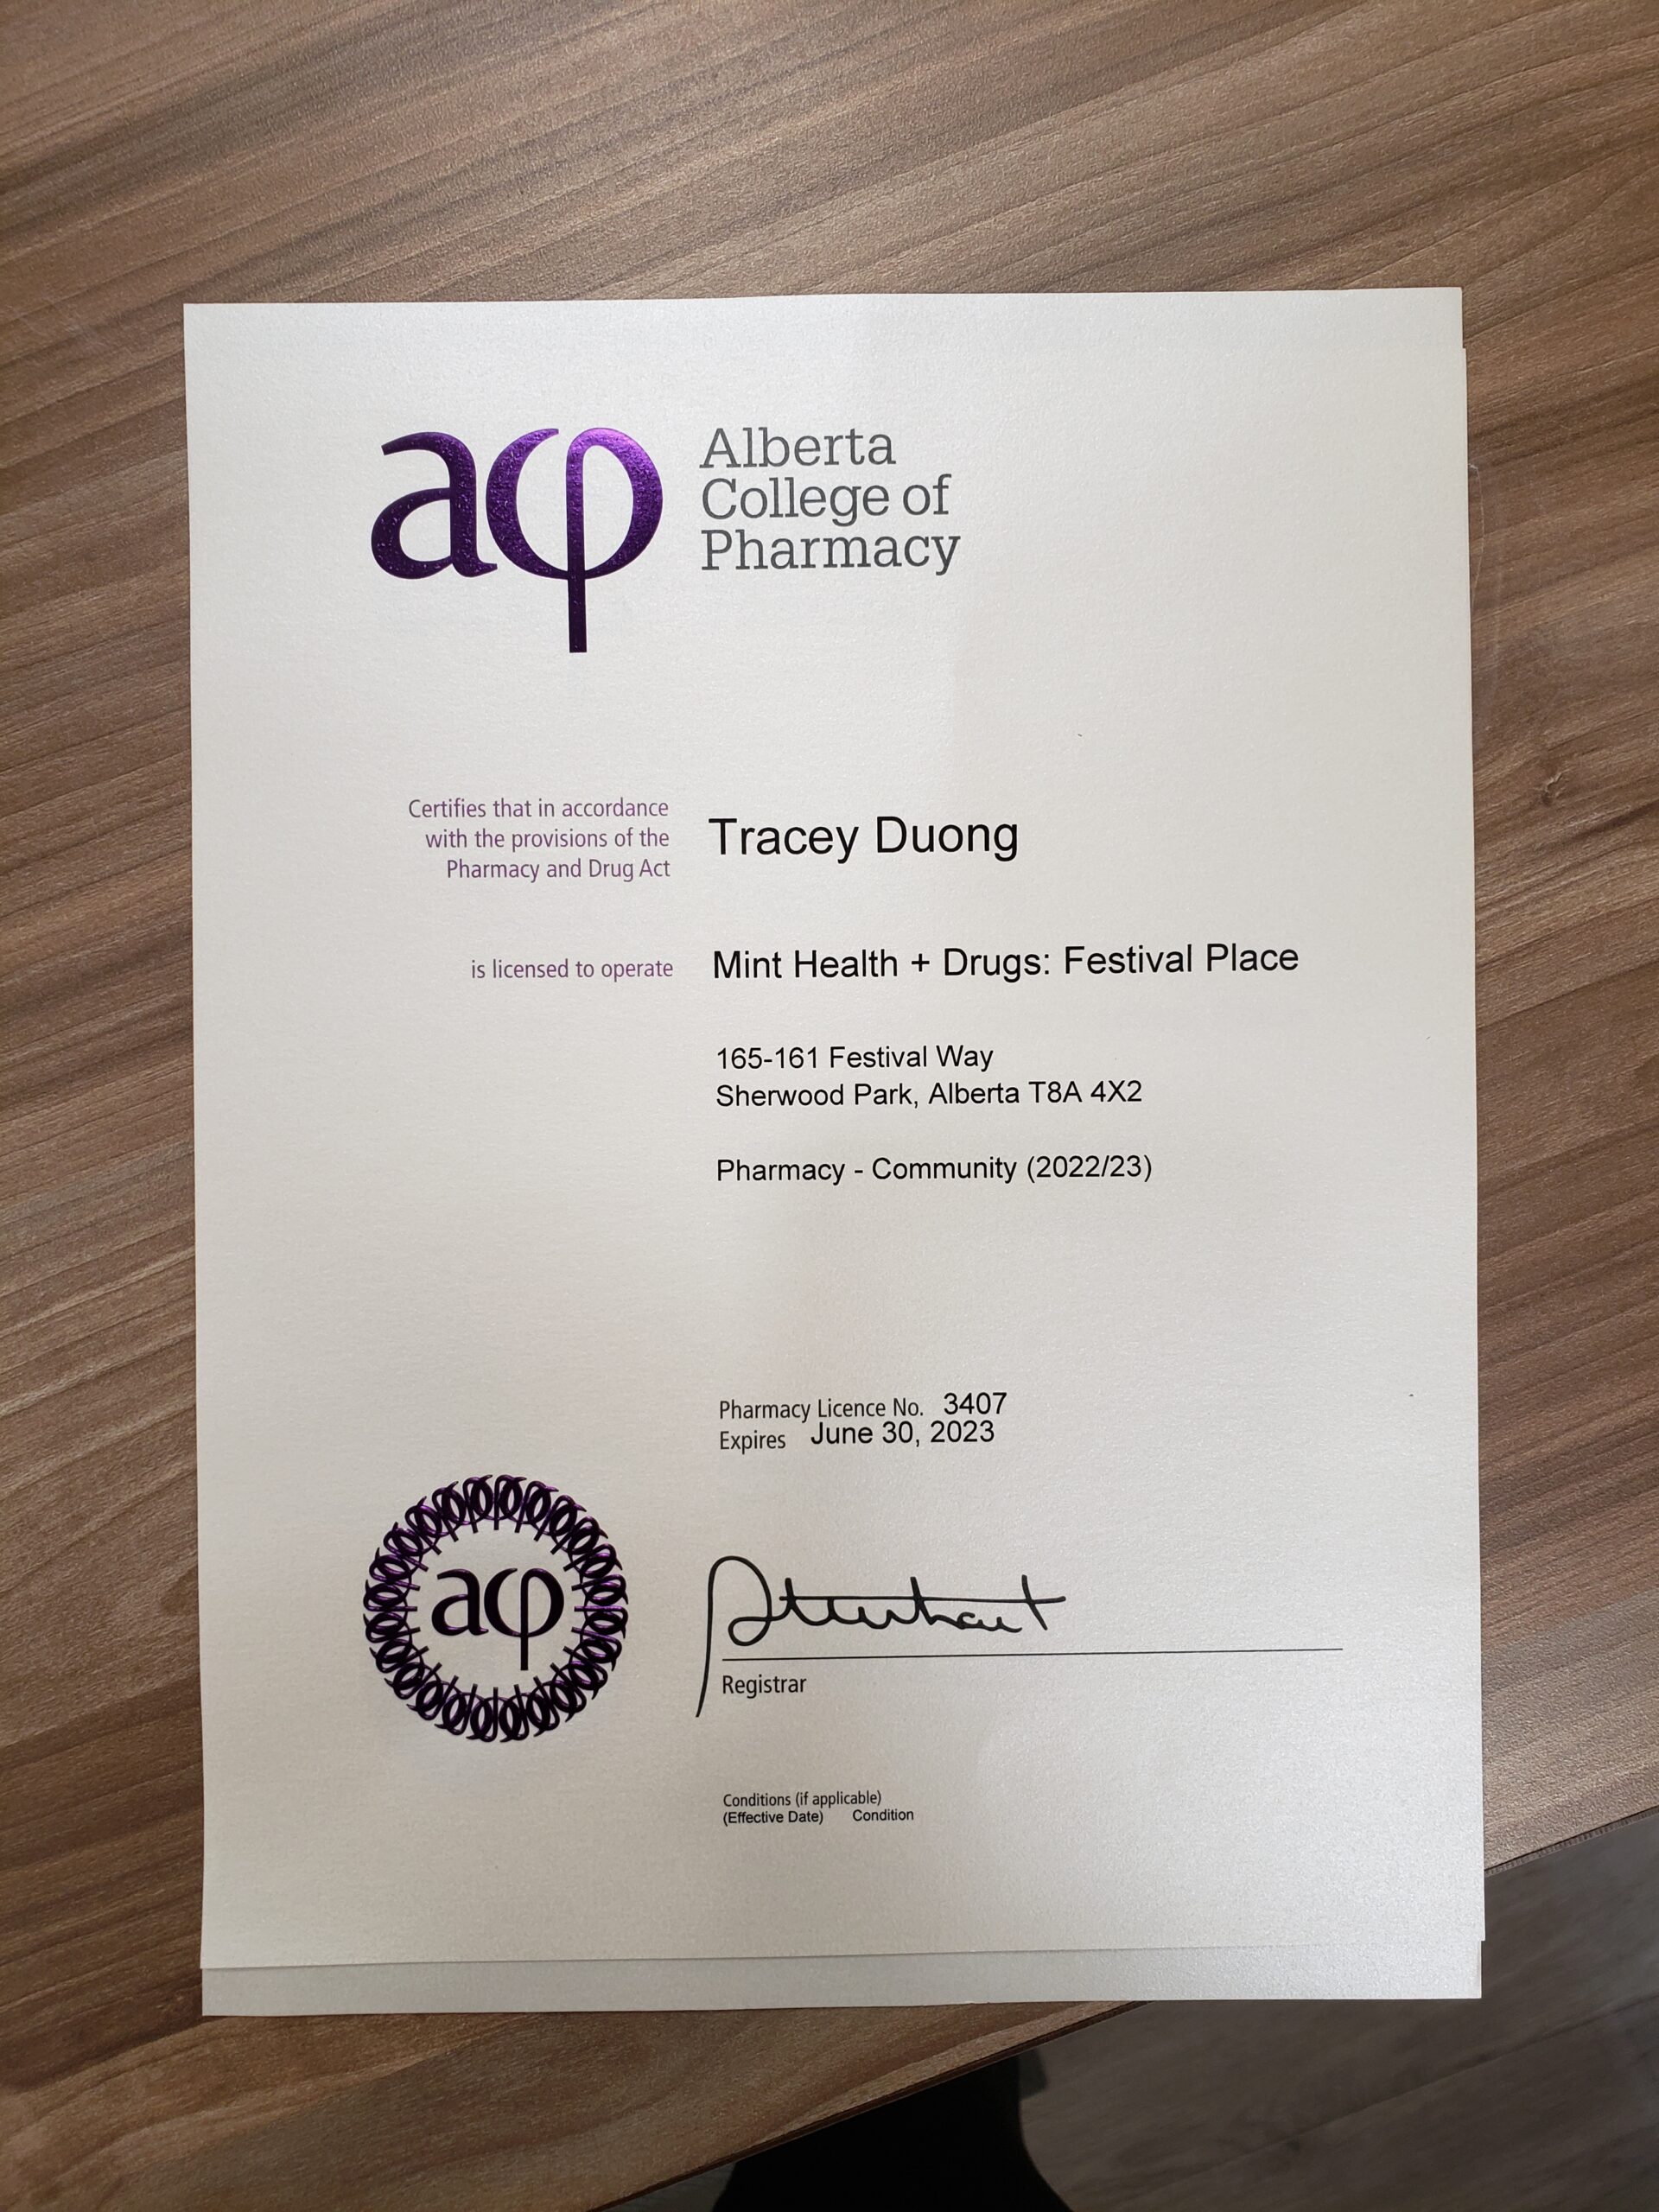 acp
Alberta
College of
Pharmacy
Certifies that in accordance
with the provisions of the
Pharmacy and Drug Act
Tracey Duong
is licensed to operate
Mint Health + Drugs: Festival Place
165-161 Festival Way
Sherwood Park, Alberta T8A 4X2
Pharmacy - Community (2022/23)
Pharmacy Licence No. 3407
Expires June 30, 2023
acp
Registrar
Conditions (if applicable)
(Effective Date) Condition